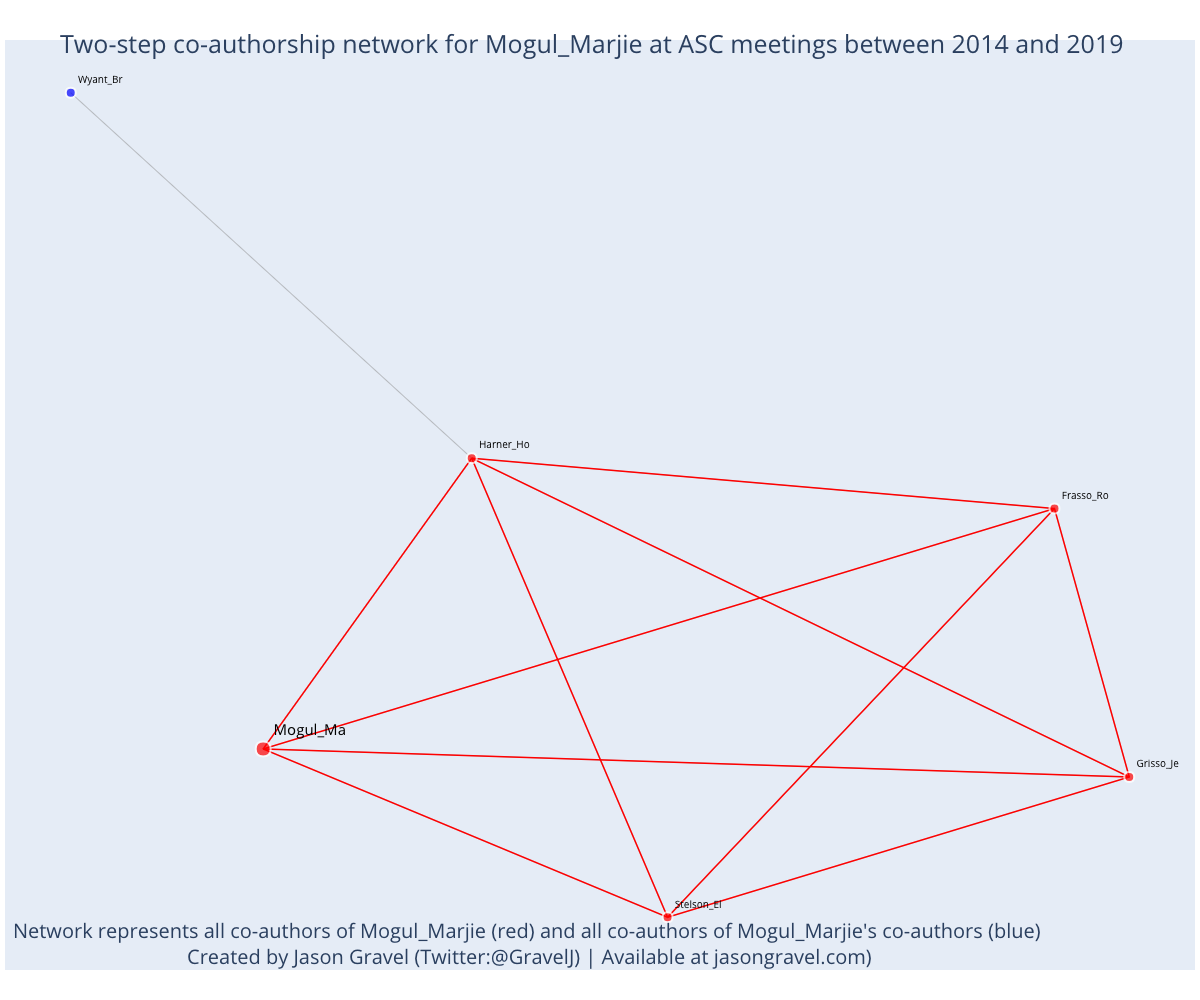 Two-step co-authorship network for Mogul_Marjie at ASC meetings between 2014 and 2019
Wyant_Br
Harner_Ho
Frasso_Ro
Mogul_Ma
Grisso_Je
Stelson_El
Network represents all co-authors of Mogul_Marjie (red) and all co-authors of Mogul_Marjie's co-authors (blue)
Created by Jason Gravel (Twitter:@GravelJ) | Available at jasongravel.com)